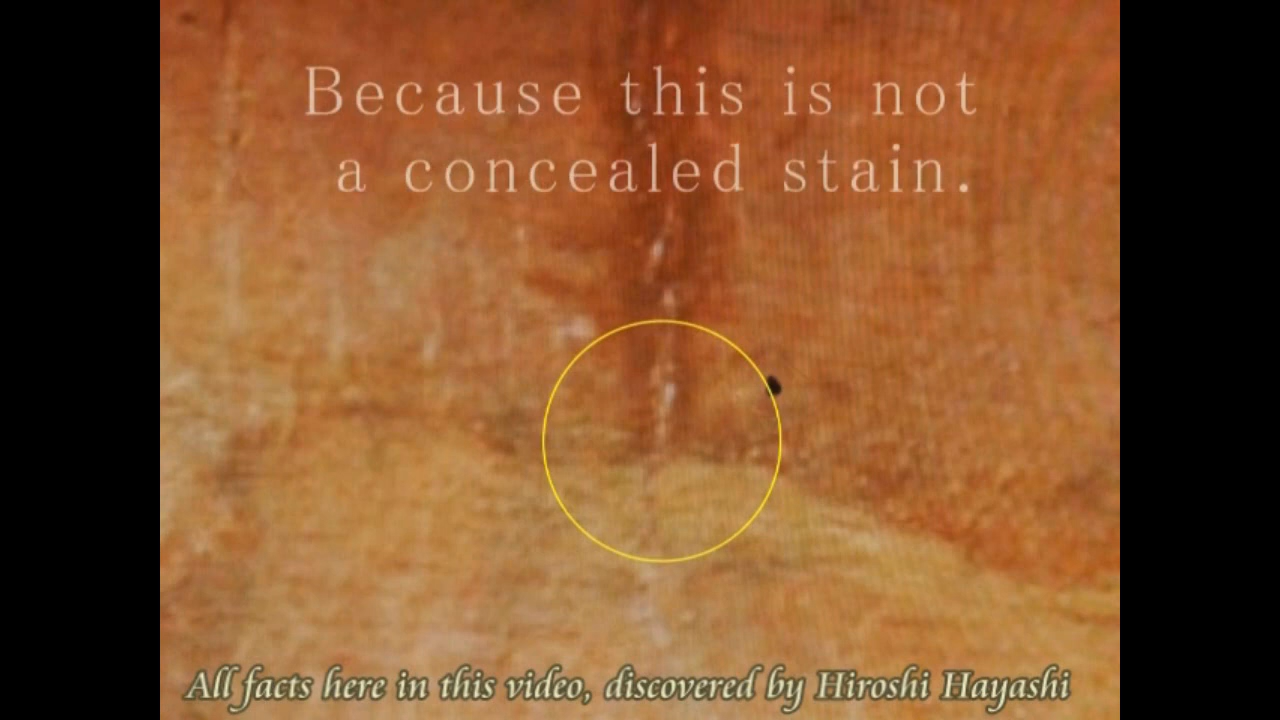 Because this is not
a concealed stain.
All facts here in this video, discovered by Hiroshi Hayashi